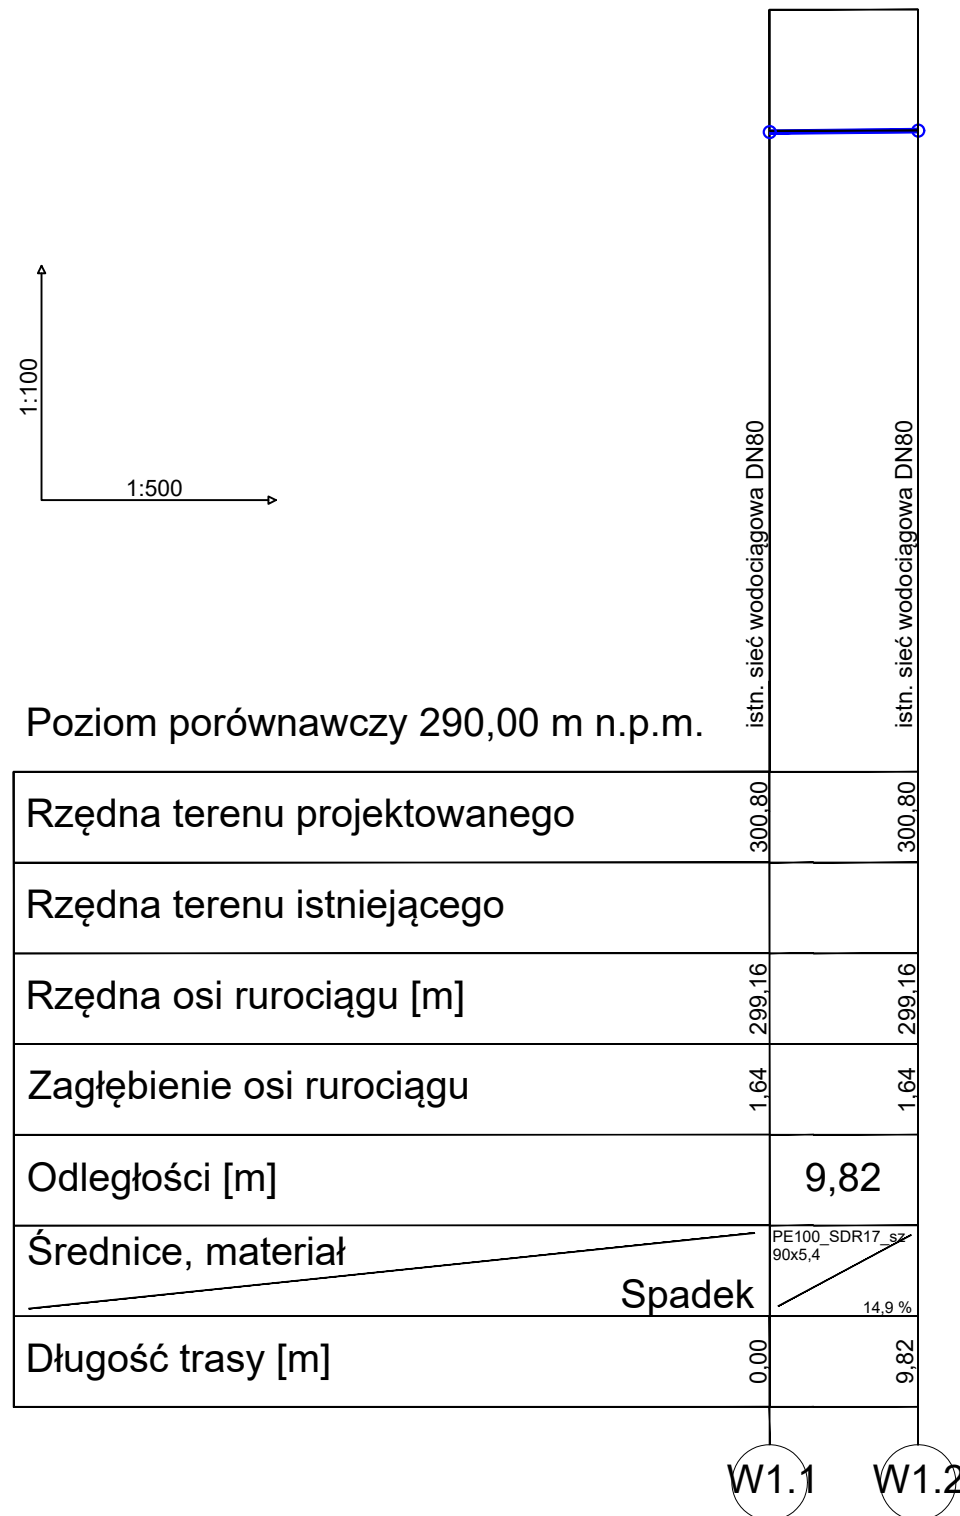 1:100
1:500
istn. sieć wodociągowa DN80
istn. sieć wodociągowa DN80
Poziom porównawczy 290,00 m n.p.m.
Rzędna terenu projektowanego
300,80
300,80
Rzędna terenu istniejącego
Rzędna osi rurociągu [m]
299,16
299,16
Zagłębienie osi rurociągu
1,64
1,64
Odległości [m]
9,82
Średnice, materiał
Spadek
PE100_SDR17_sz
90x5,4
14,9 %
Długość trasy [m]
0,00
9,82
W1.1
W1.2